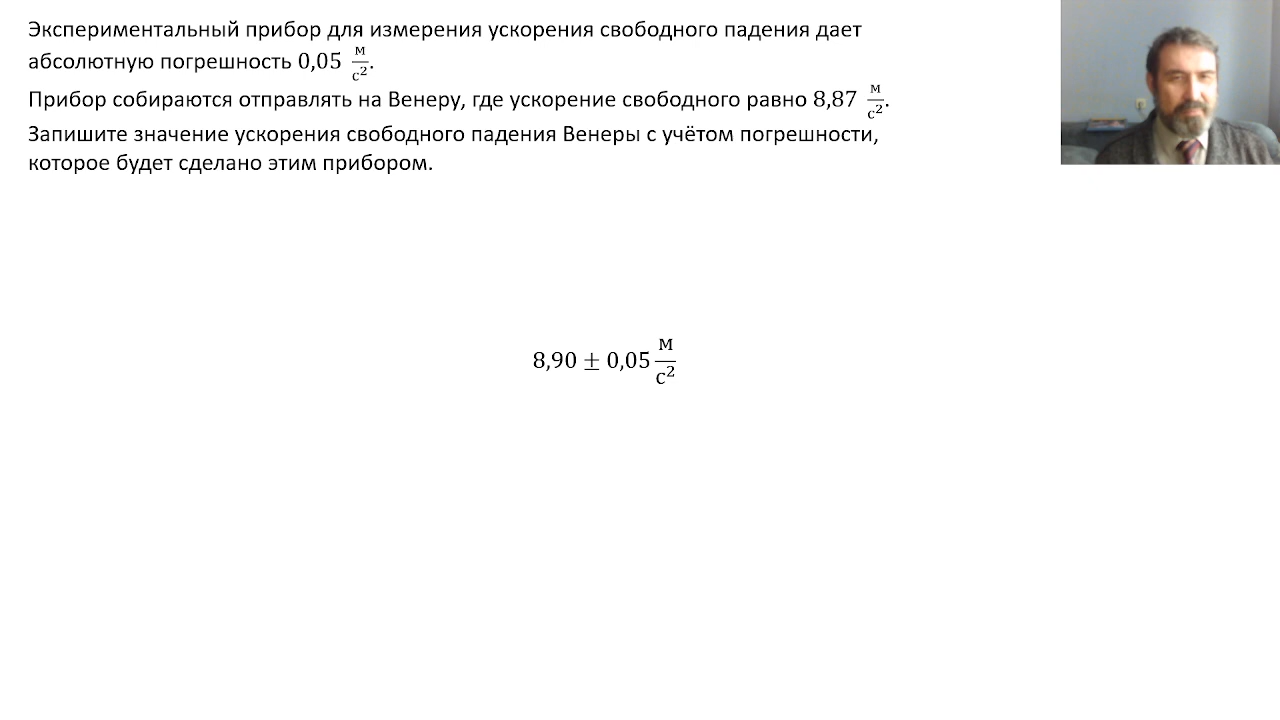 Экспериментальный прибор для измерения ускорения свободного падения дает
абсолютную погрешность 0,05 м/с².
Прибор собираются отправлять на Венеру, где ускорение свободного равно 8,87 м/с².
Запишите значение ускорения свободного падения Венеры с учётом погрешности,
которое будет сделано этим прибором.
8,90 ± 0,05 м/с²